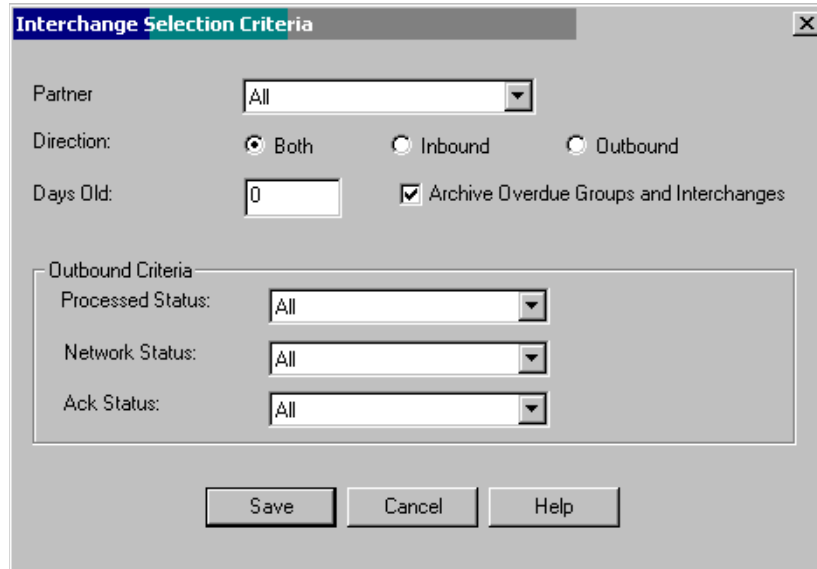 Interchange Selection Criteria
Partner All
Direction: Both Inbound Outbound
Days Old: 0 Archive Overdue Groups and Interchanges
Outbound Criteria
Processed Status: All
Network Status: All
Ack Status: All
Save Cancel Help